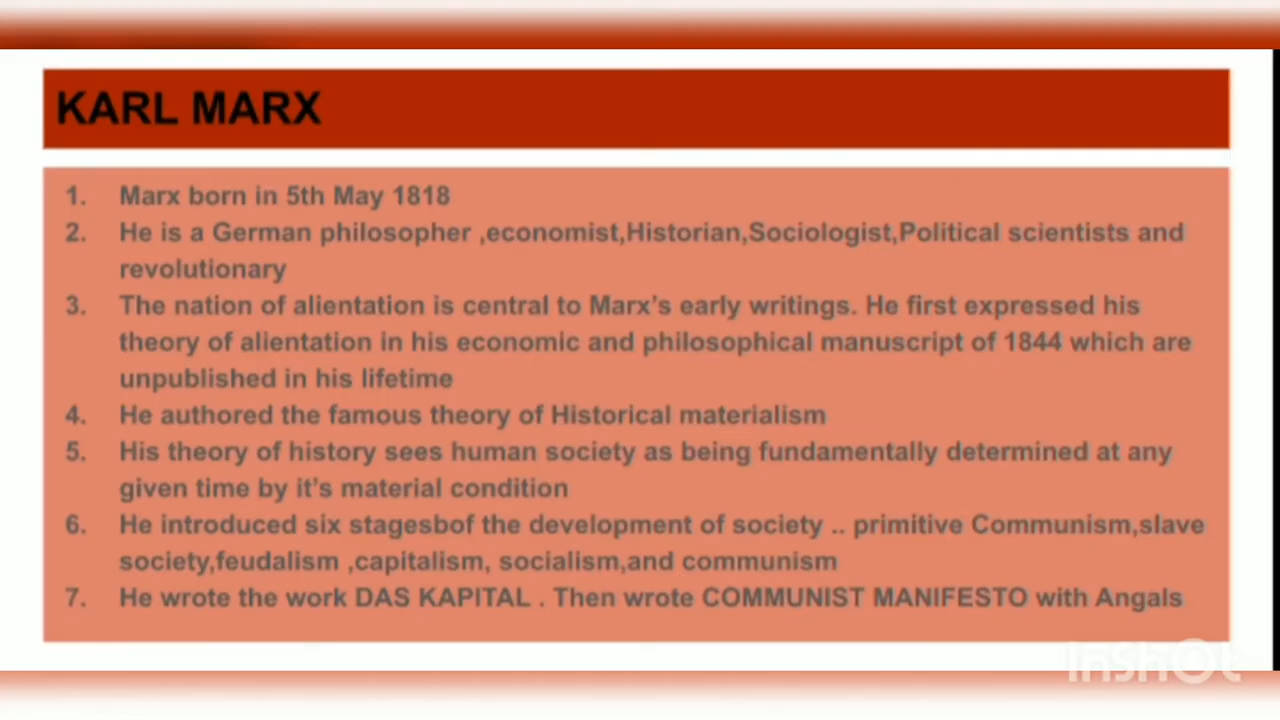 KARL MARX
1. Marx born in 5th May 1818
2. He is a German philosopher ,economist,Historian,Sociologist,Political scientists and
revolutionary
3. The nation of alientation is central to Marx's early writings. He first expressed his
theory of alientation in his economic and philosophical manuscript of 1844 which are
unpublished in his lifetime
4. He authored the famous theory of Historical materialism
5. His theory of history sees human society as being fundamentally determined at any
given time by it's material condition
6. He introduced six stagesbof the development of society .. primitive Communism,slave
society,feudalism ,capitalism, socialism,and communism
7. He wrote the work DAS KAPITAL . Then wrote COMMUNIST MANIFESTO with Angals
InshOt